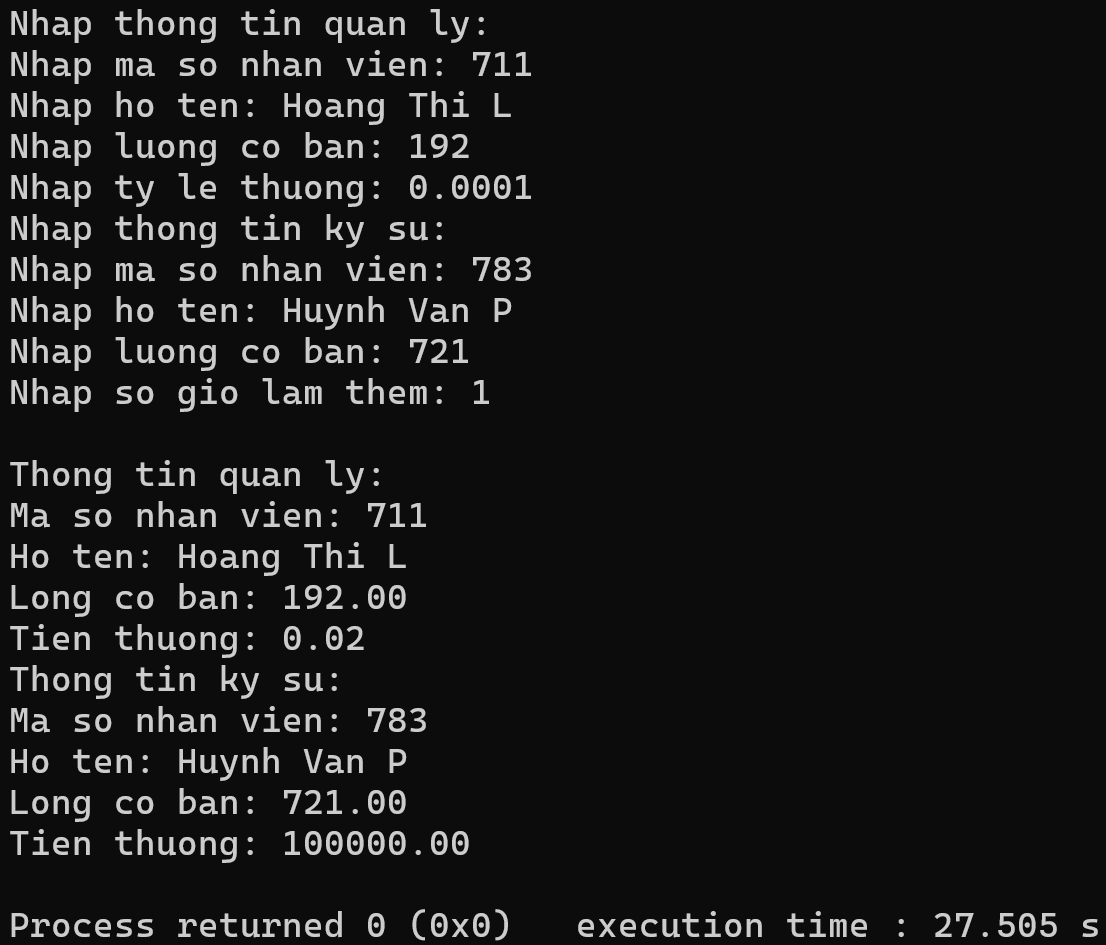 Nhap thong tin quan ly:
Nhap ma so nhan vien: 711
Nhap ho ten: Hoang Thi L
Nhap luong co ban: 192
Nhap ty le thuong: 0.0001
Nhap thong tin ky su:
Nhap ma so nhan vien: 783
Nhap ho ten: Huynh Van P
Nhap luong co ban: 721
Nhap so gio lam them: 1

Thong tin quan ly:
Ma so nhan vien: 711
Ho ten: Hoang Thi L
Long co ban: 192.00
Tien thuong: 0.02
Thong tin ky su:
Ma so nhan vien: 783
Ho ten: Huynh Van P
Long co ban: 721.00
Tien thuong: 100000.00

Process returned 0 (0x0)   execution time : 27.505 s